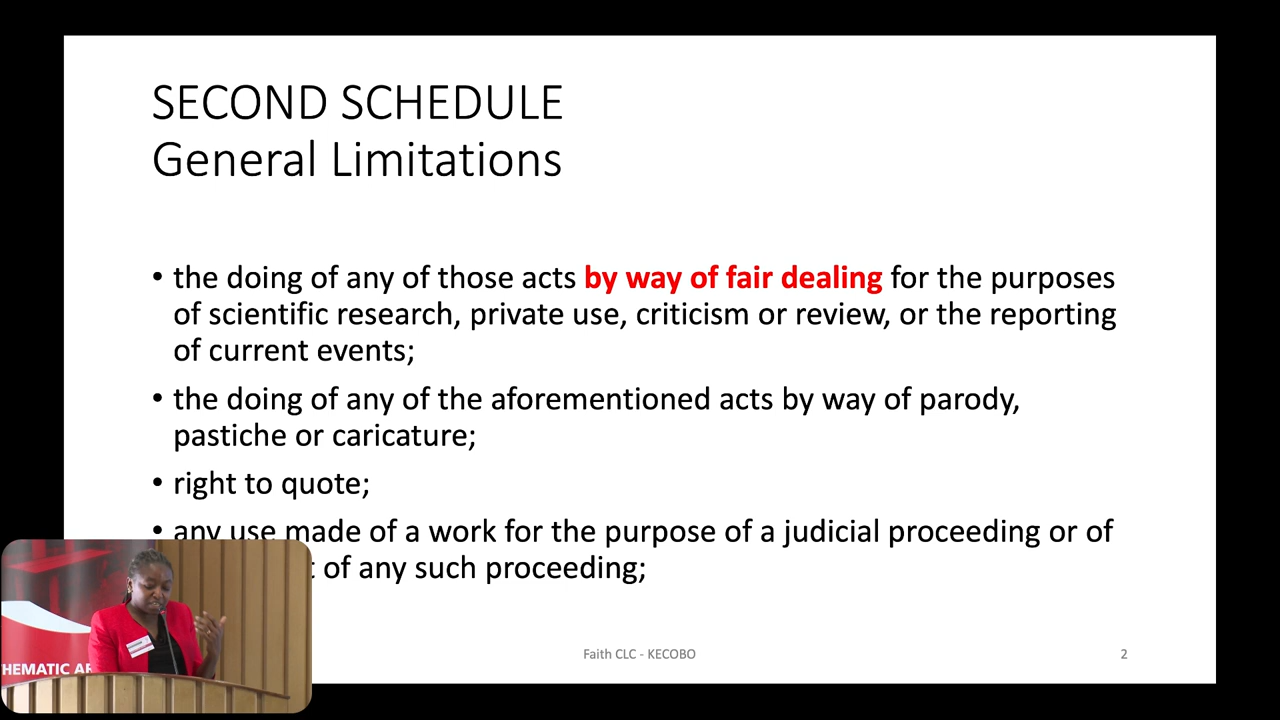 SECOND SCHEDULE
General Limitations
• the doing of any of those acts by way of fair dealing for the purposes
of scientific research, private use, criticism or review, or the reporting
of current events;
• the doing of any of the aforementioned acts by way of parody,
pastiche or caricature;
• right to quote;
• any use made of a work for the purpose of a judicial proceeding or of
of any such proceeding;
HEMATIC AR
Faith CLC - KECOBO
2